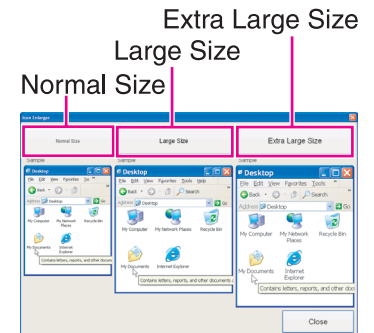 Extra Large Size
Large Size
Normal Size
Icon Enlarger
Normal Size
Large Size
Extra Large Size
Sample
Sample
Sample
Desktop
File Edit View Favorites Tools
Back
Address Desktop Go
My Computer My Network Places Recycle Bin
My Documents Internet Explorer
Contains letters, reports, and other documents
Desktop
File Edit View Favorites Tools Help
Back Search
Address Desktop Go
My Computer My Network Places Recycle Bin
My Documents Internet Explorer
Contains letters, reports, and other documents
Desktop
File Edit View Favorites Tools
Back Search
Address Desktop Go
My Computer My Network Places Recycle Bin
My Documents Internet Explorer
Contains letters, reports, and other doc
Close